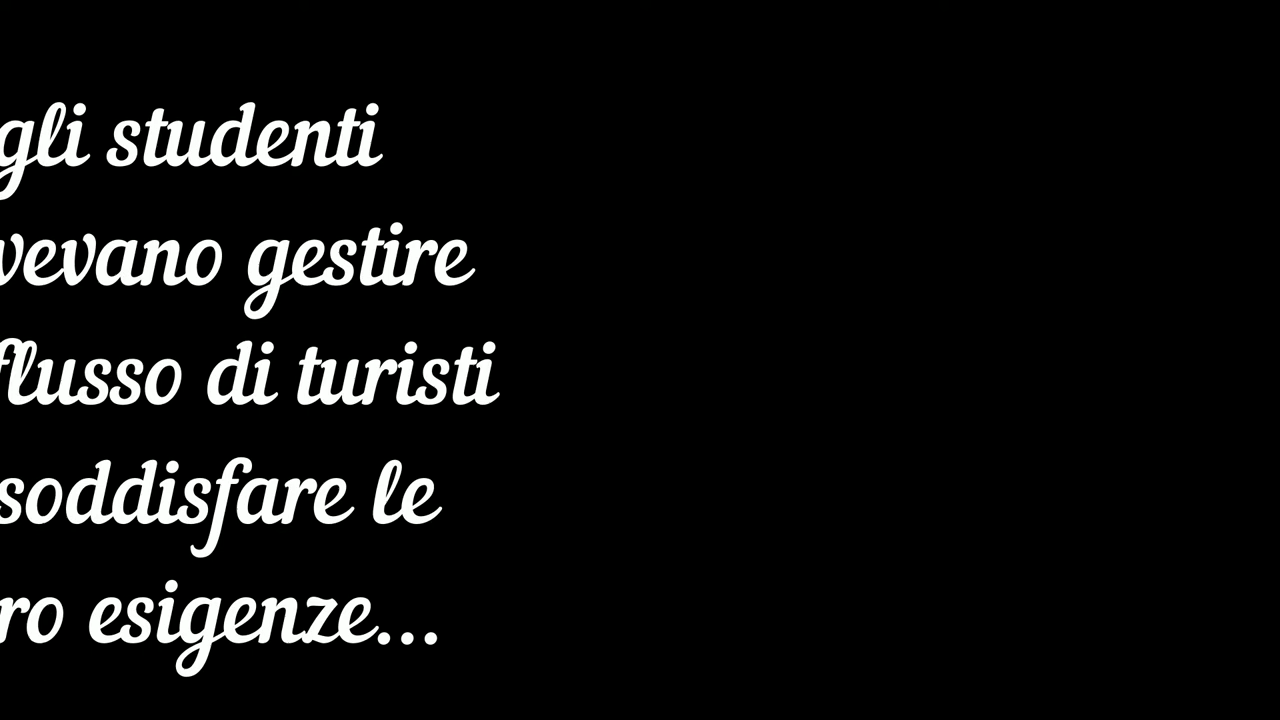 gli studenti
vevano gestire
flusso di turisti
soddisfare le
ro esigenze...